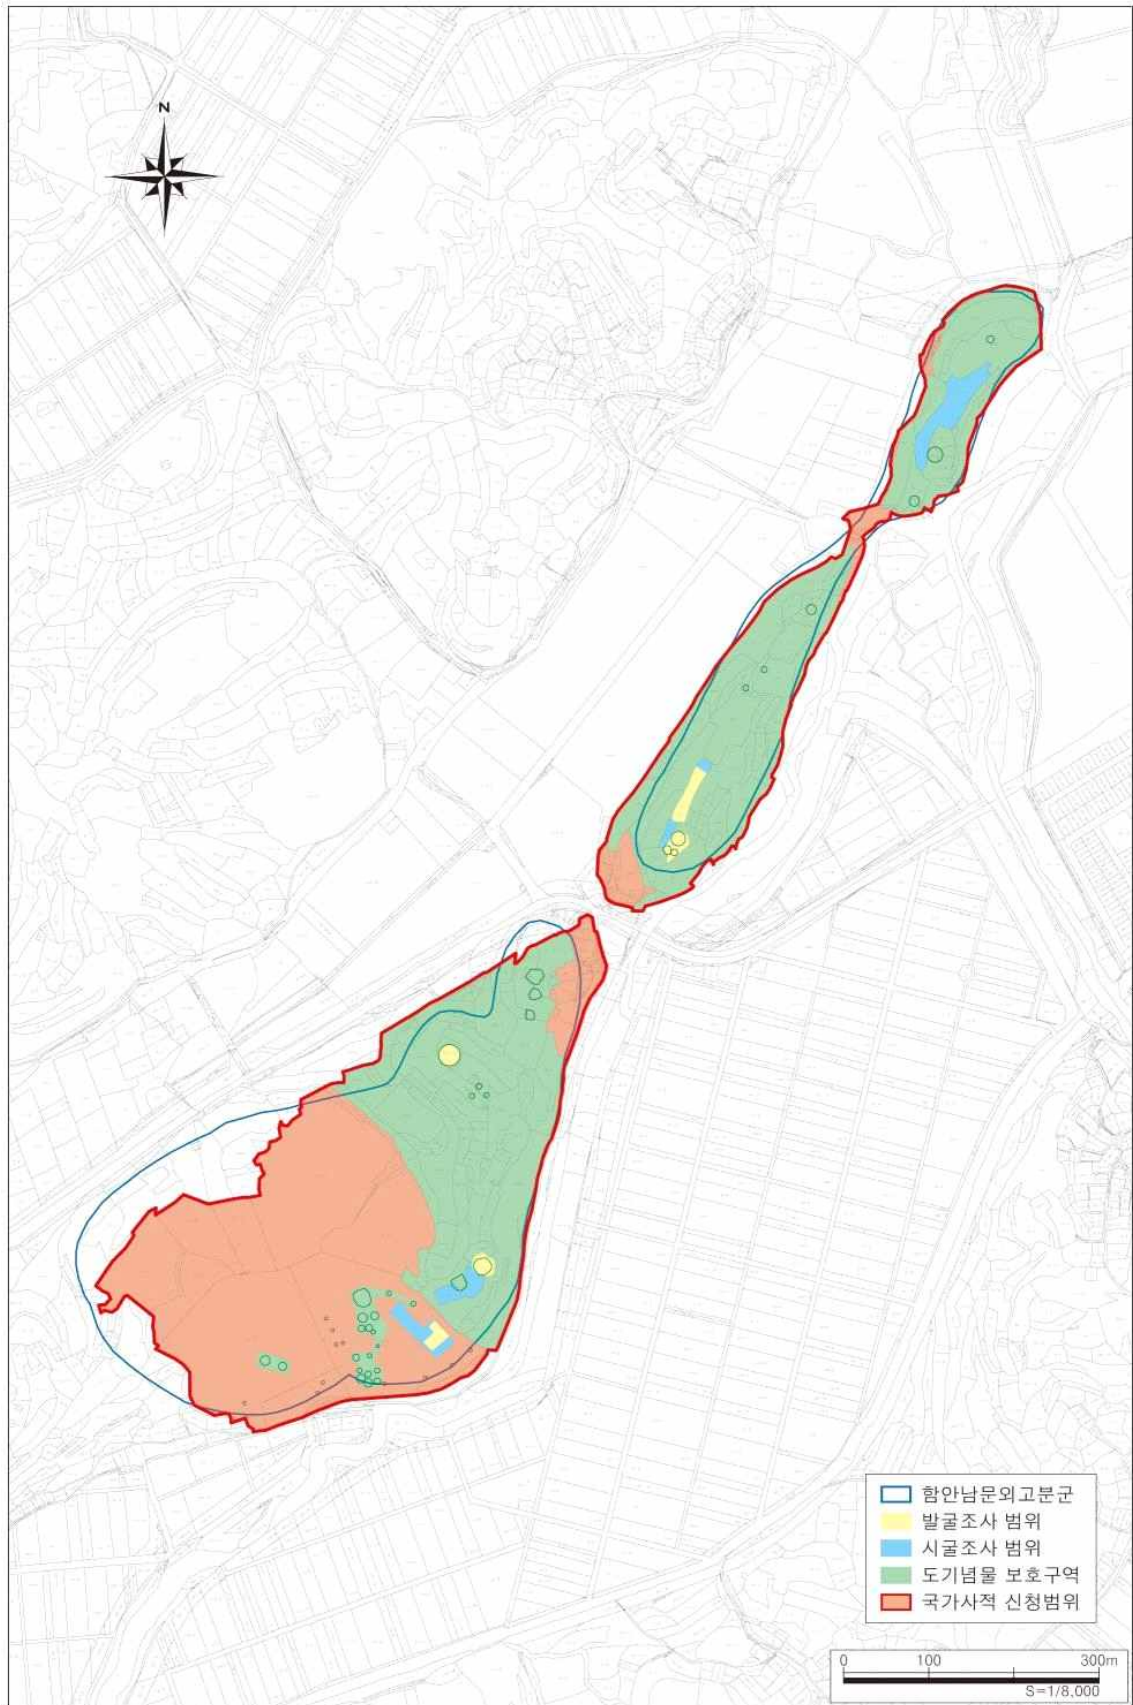 N
함안남문외고분군
발굴조사 범위
시굴조사 범위
도기념물 보호구역
국가사적 신청범위
0 100 300m
S=1/8,000